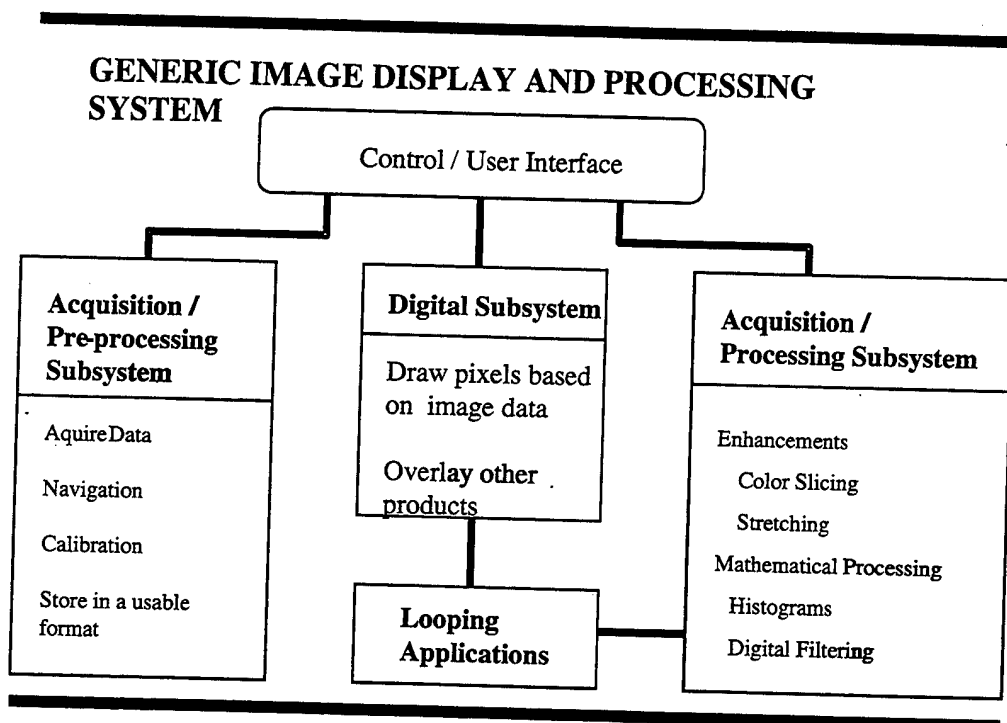 GENERIC IMAGE DISPLAY AND PROCESSING
SYSTEM
Control / User Interface
Acquisition /
Pre-processing
Subsystem
AquireData
Navigation
Calibration
Store in a usable
format
Digital Subsystem
Draw pixels based
on image data
Overlay other
products
Looping
Applications
Acquisition /
Processing Subsystem
Enhancements
Color Slicing
Stretching
Mathematical Processing
Histograms
Digital Filtering